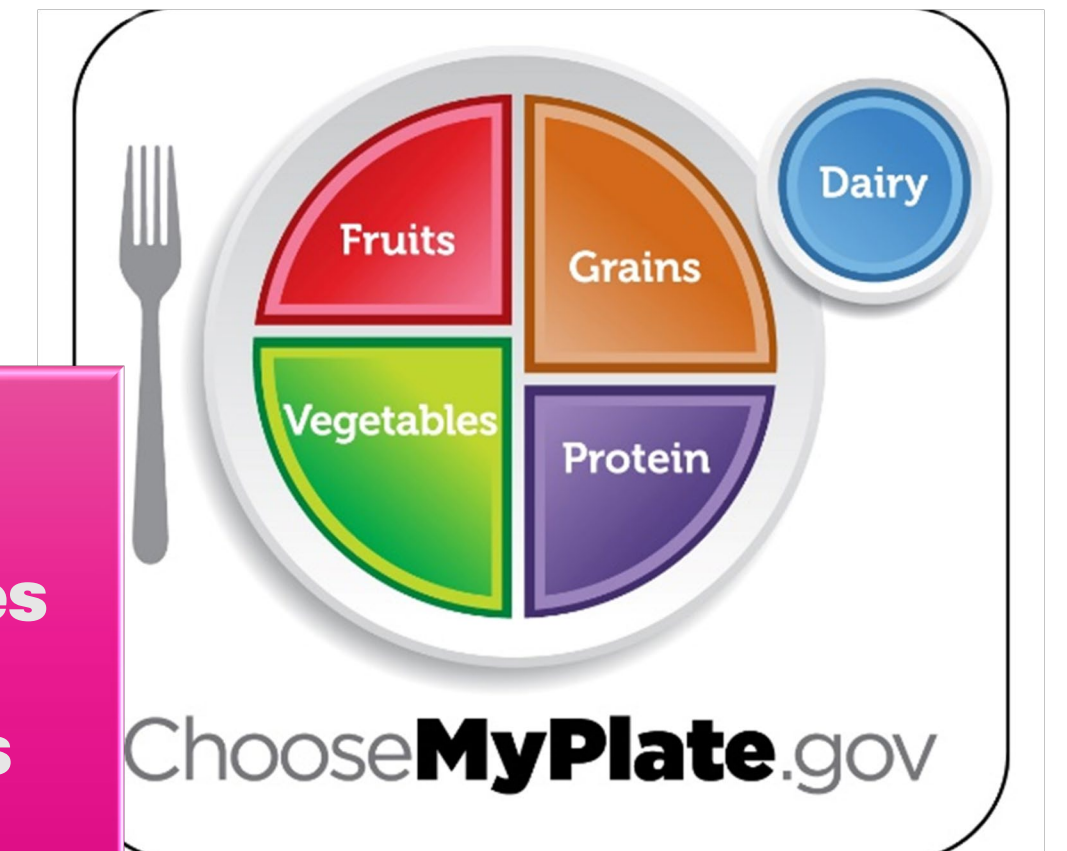 Dairy
Fruits
Grains
Vegetables
Protein
ChooseMyPlate.gov